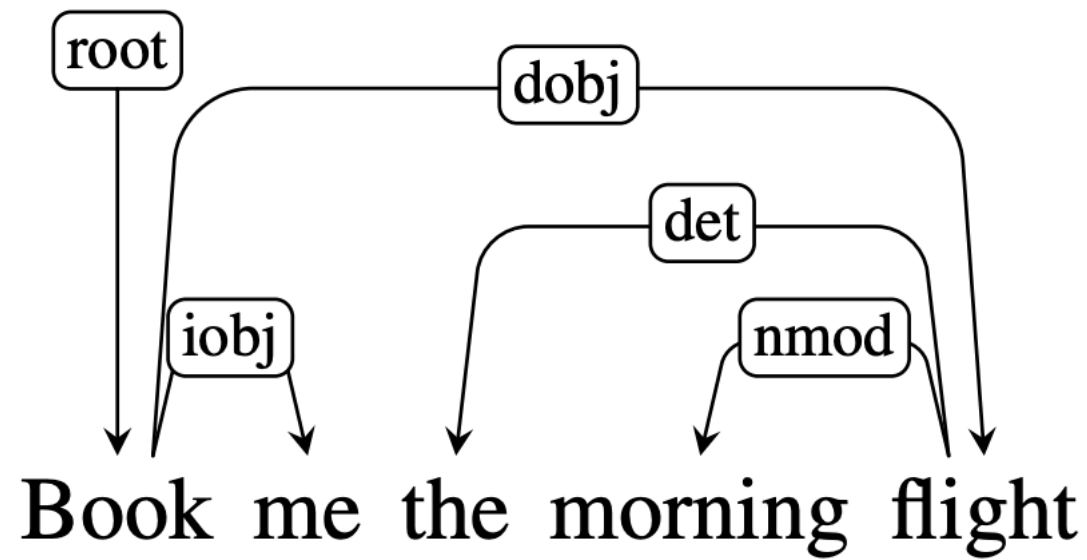 root
dobj
det
iobj
nmod
Book me the morning flight